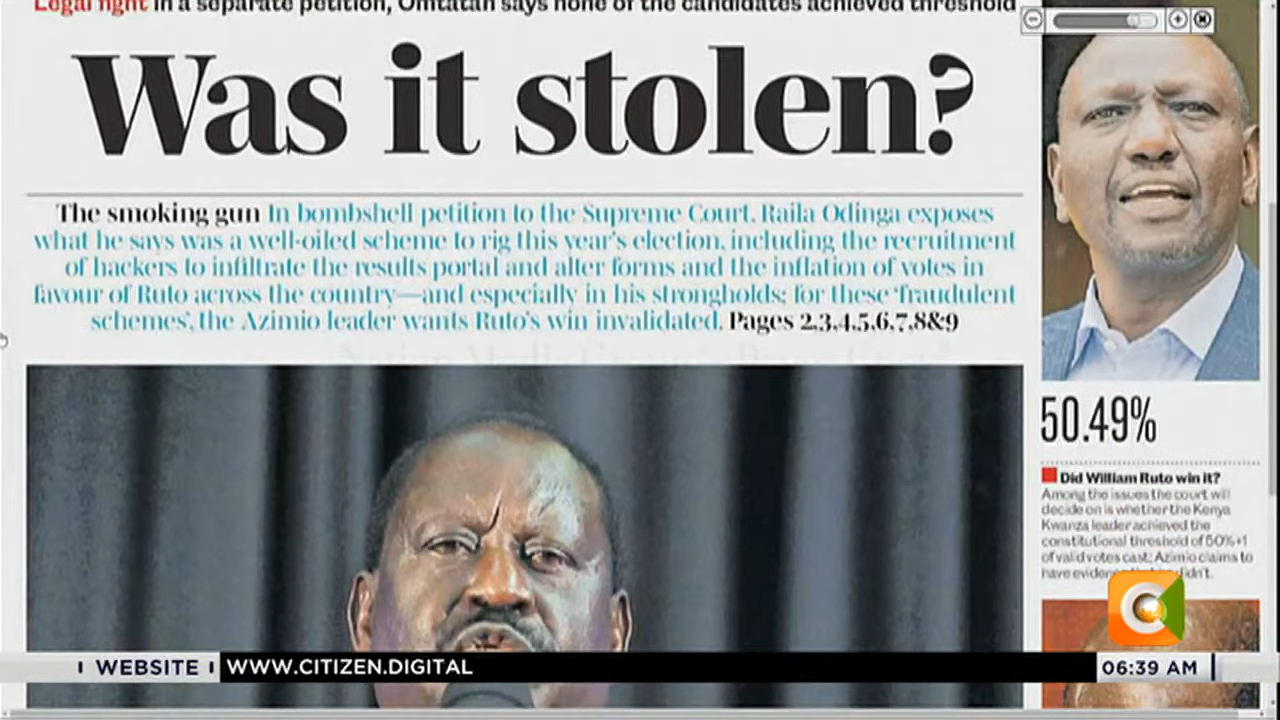 Legal fight in a separate petition, Omtatah says none of the candidates achieved threshold
Was it stolen?
The smoking gun In bombshell petition to the Supreme Court, Raila Odinga exposes
what he says was a well-oiled scheme to rig this year's election, including the recruitment
of hackers to infiltrate the results portal and alter forms and the inflation of votes in
favour of Ruto across the country—and especially in his strongholds; for these 'fraudulent
schemes', the Azimio leader wants Ruto's win invalidated. Pages 2,3,4,5,6,7,8&9
50.49%
Did William Ruto win it?
Among the issues the court will
decide on is whether the Kenya
Kwanza leader achieved the
constitutional threshold of 50%+1
of valid votes cast; Azimio claims to
have didn't.
C
WEBSITE WWW.CITIZEN.DIGITAL
06:39 AM